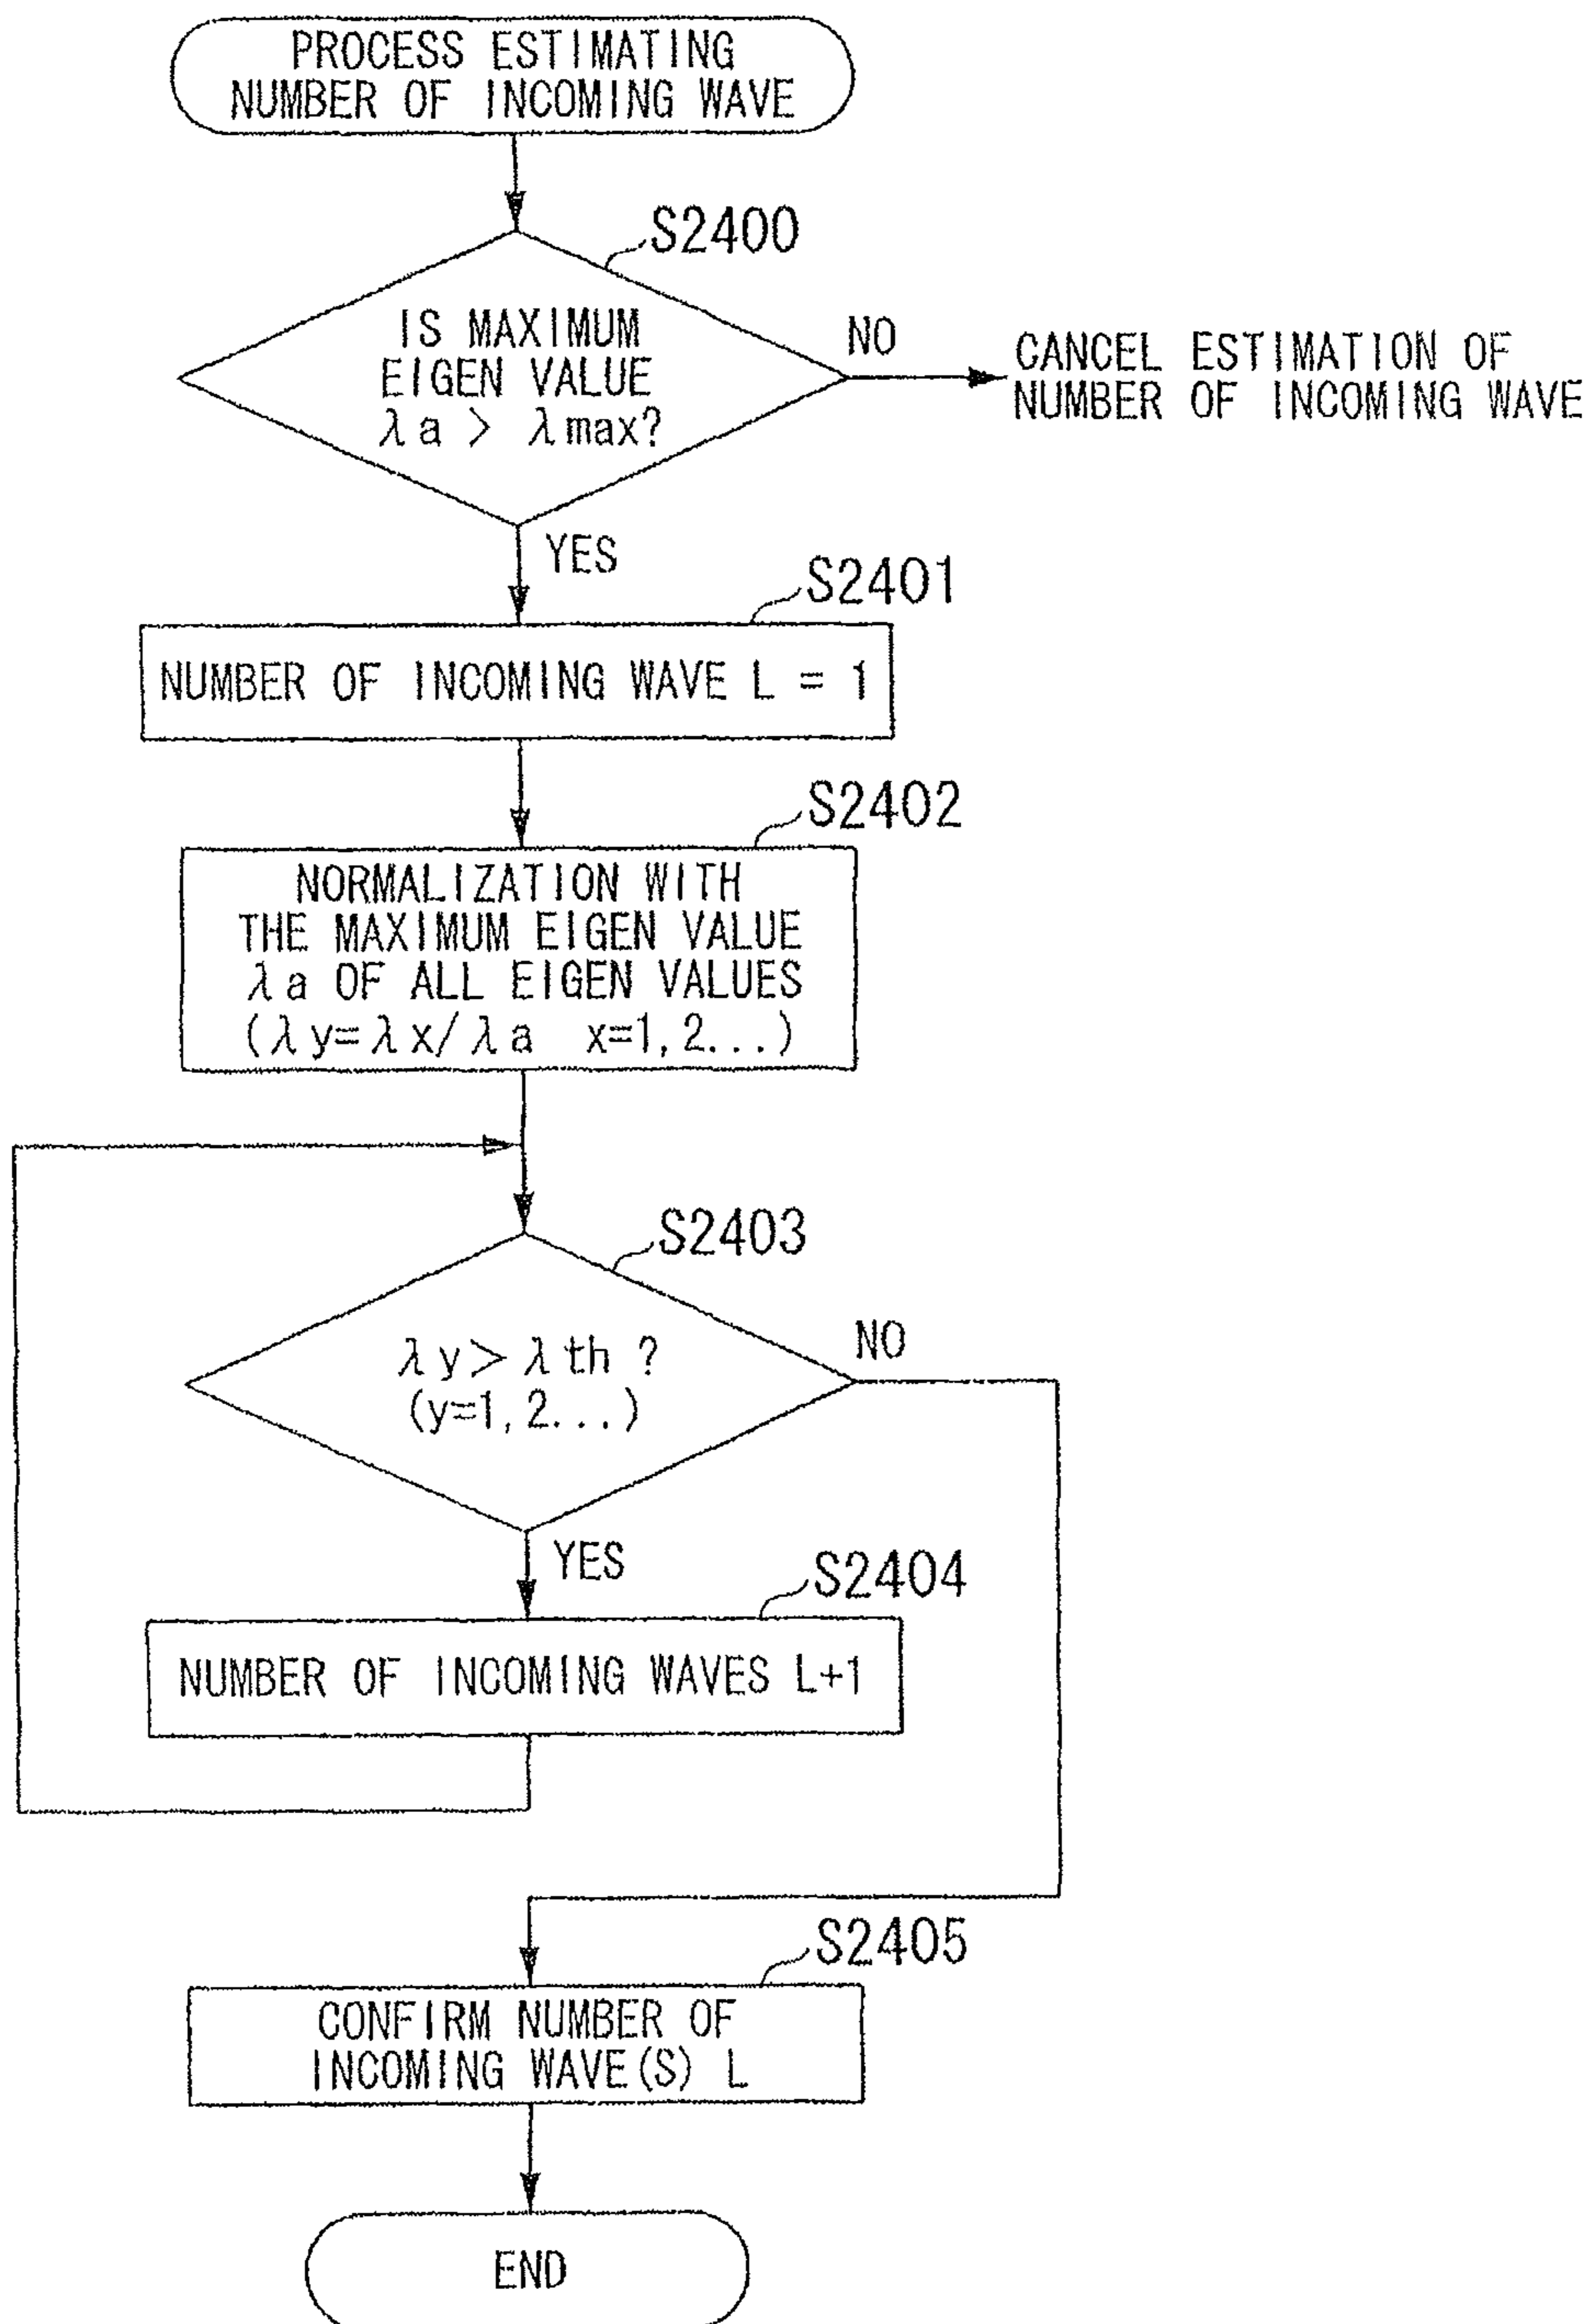 PROCESS ESTIMATING
NUMBER OF INCOMING WAVE
S2400
IS MAXIMUM
EIGEN VALUE
λa > λmax?
NO
CANCEL ESTIMATION OF
NUMBER OF INCOMING WAVE
YES
S2401
NUMBER OF INCOMING WAVE L = 1
S2402
NORMALIZATION WITH
THE MAXIMUM EIGEN VALUE
λa OF ALL EIGEN VALUES
(λy=λx/λa x=1,2...)
S2403
λy>λth ?
(y=1,2...)
NO
YES
S2404
NUMBER OF INCOMING WAVES L+1
S2405
CONFIRM NUMBER OF
INCOMING WAVE(S) L
END